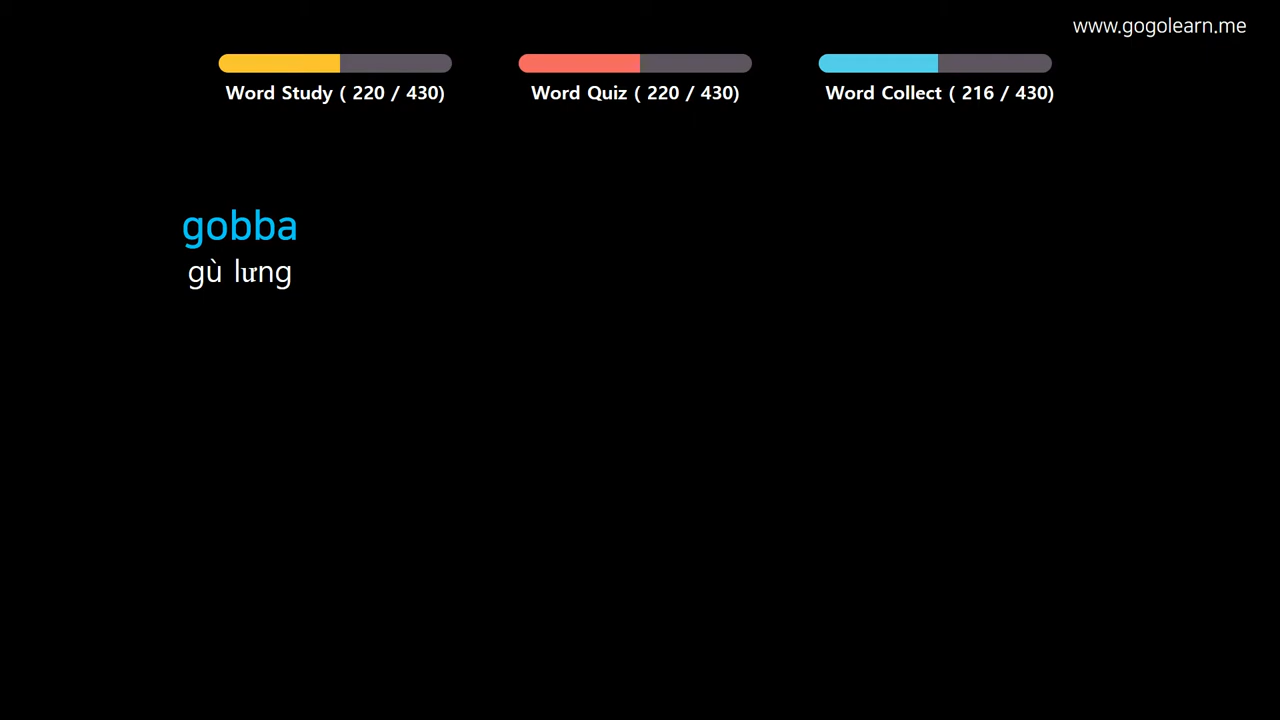 www.gogolearn.me
Word Study ( 220 / 430)
Word Quiz ( 220 / 430)
Word Collect ( 216 / 430)
gobba
gù lưng